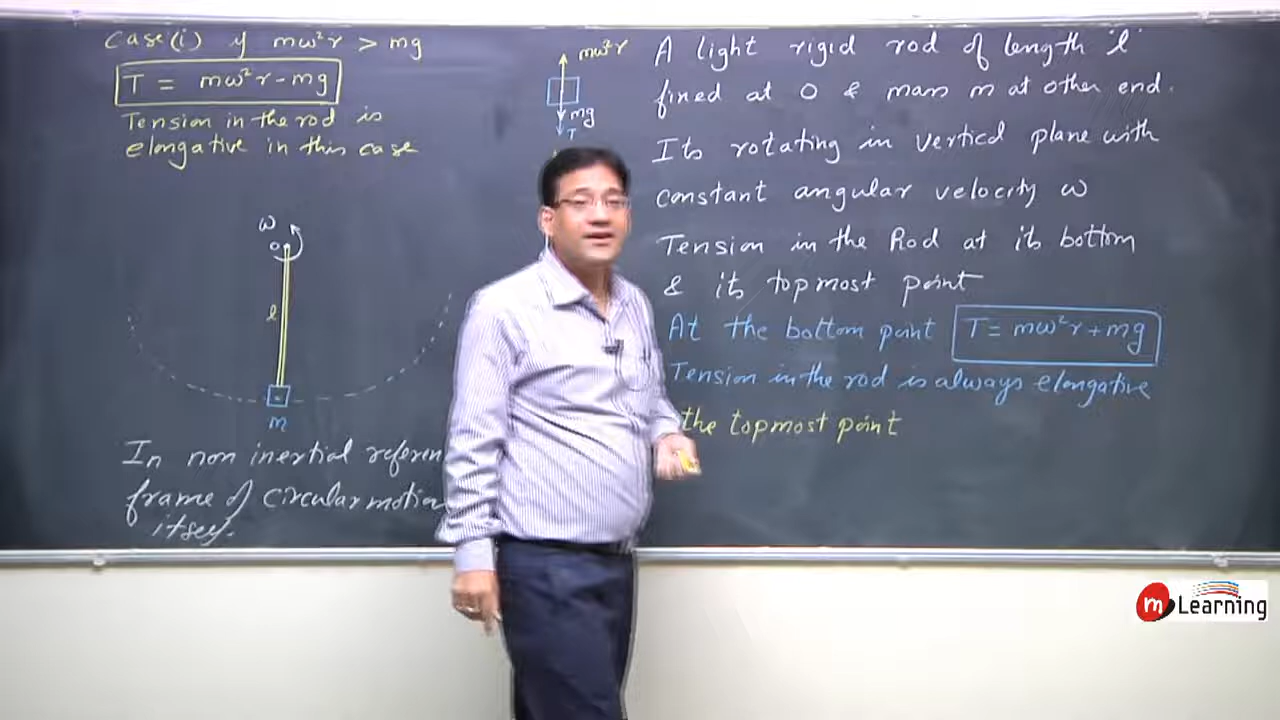 Case (i) if mω²r > mg
T = mω²r - mg
Tension in the rod is
elongative in this case
mω²r
mg
T
ω
O
l
m
In non inertial referen
frame of circular motion
itself.
A light rigid rod of length 'l'
fixed at O & mass m at other end.
Its rotating in vertical plane with
constant angular velocity ω
Tension in the Rod at its bottom
& its topmost point
At the bottom point T = mω²r + mg
Tension in the rod is always elongative
the topmost point
m Learning